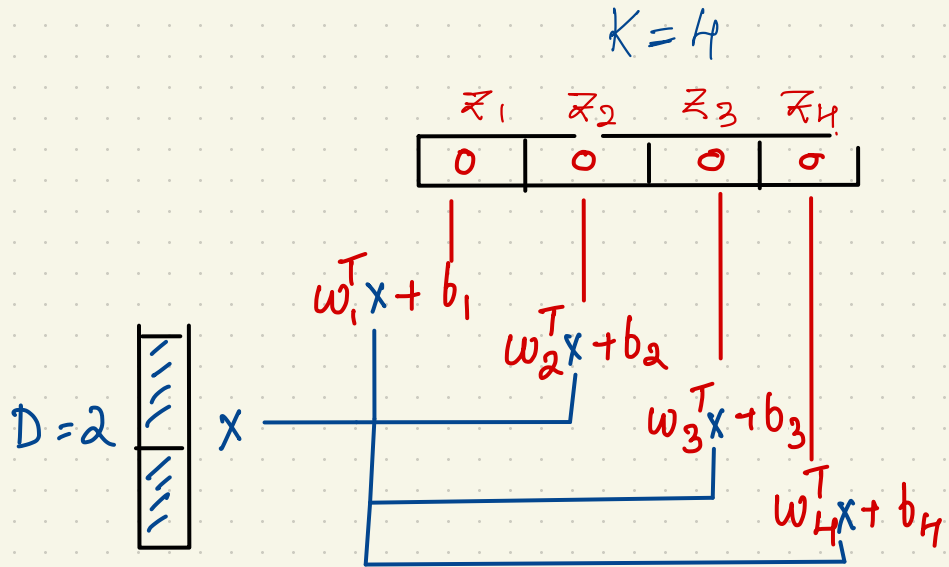 K = 4
z₁ z₂ z₃ z₄
0 0 0 0
w₁ᵀx + b₁
w₂ᵀx + b₂
D = 2 x
w₃ᵀx + b₃
w₄ᵀx + b₄